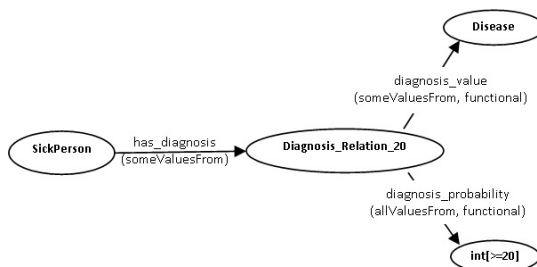 Disease
diagnosis_value
(someValuesFrom, functional)
has_diagnosis
SickPerson
(someValuesFrom)
Diagnosis_Relation_20
diagnosis_probability
(allValuesFrom, functional)
int[>=20]